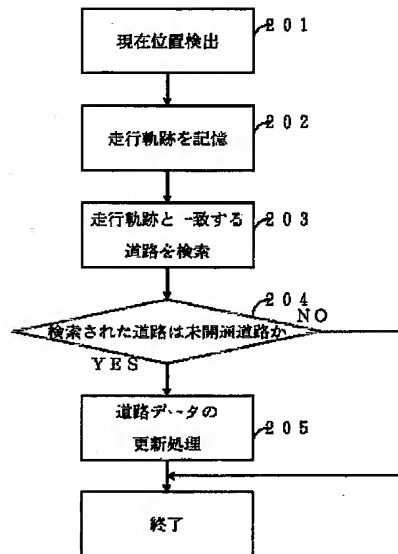 現在位置検出
201
走行軌跡を記憶
202
走行軌跡と一致する
道路を検索
203
204
検索された道路は未開通道路か
NO
YES
道路データの
更新処理
205
終了